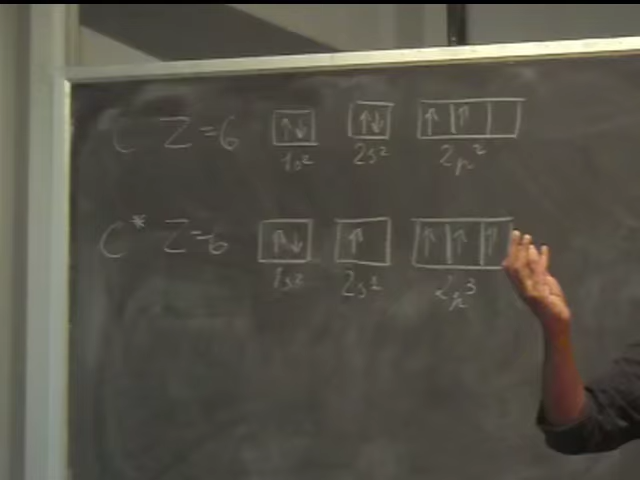 C Z=6 ↑↓ ↑↓ ↑ ↑
1s² 2s² 2p²
C* Z=6 ↑↓ ↑ ↑ ↑ ↑
1s² 2s¹ 2p³